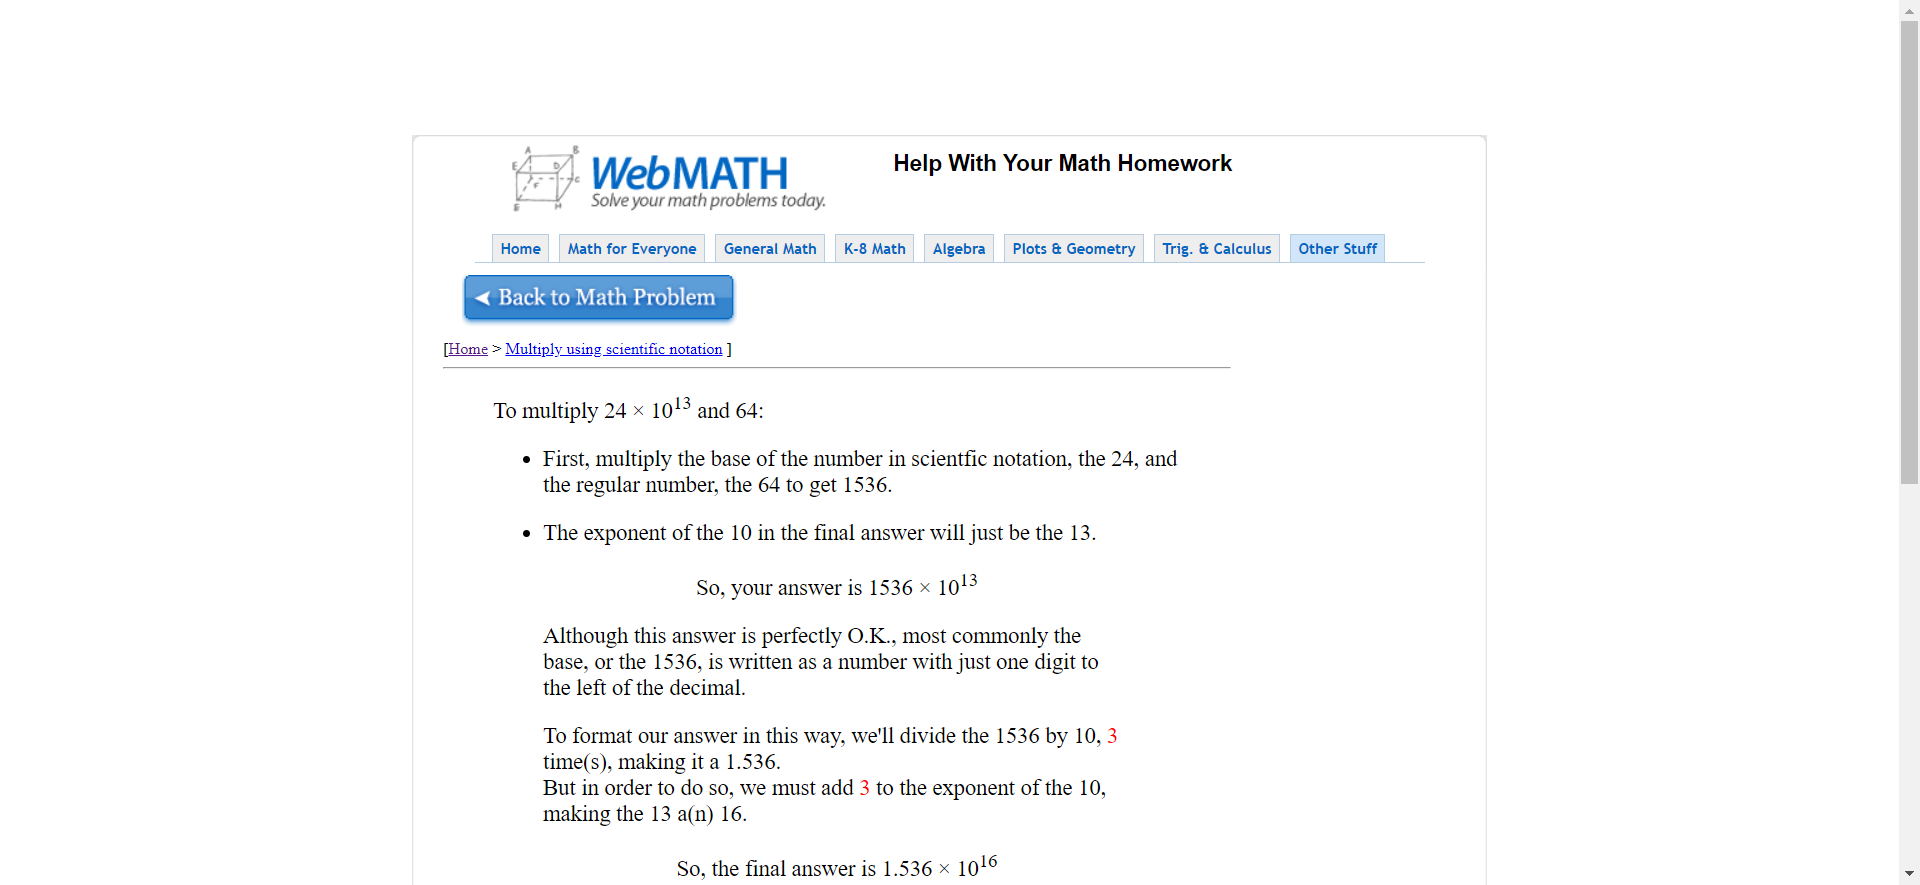 A B
E D
F C
E H
WebMATH
Solve your math problems today.
Help With Your Math Homework
Home Math for Everyone General Math K-8 Math Algebra Plots & Geometry Trig. & Calculus Other Stuff
Back to Math Problem
[Home > Multiply using scientific notation ]
To multiply 24 × 10¹³ and 64:
• First, multiply the base of the number in scientfic notation, the 24, and
the regular number, the 64 to get 1536.
• The exponent of the 10 in the final answer will just be the 13.
So, your answer is 1536 × 10¹³
Although this answer is perfectly O.K., most commonly the
base, or the 1536, is written as a number with just one digit to
the left of the decimal.
To format our answer in this way, we'll divide the 1536 by 10, 3
time(s), making it a 1.536.
But in order to do so, we must add 3 to the exponent of the 10,
making the 13 a(n) 16.
So, the final answer is 1.536 × 10¹⁶